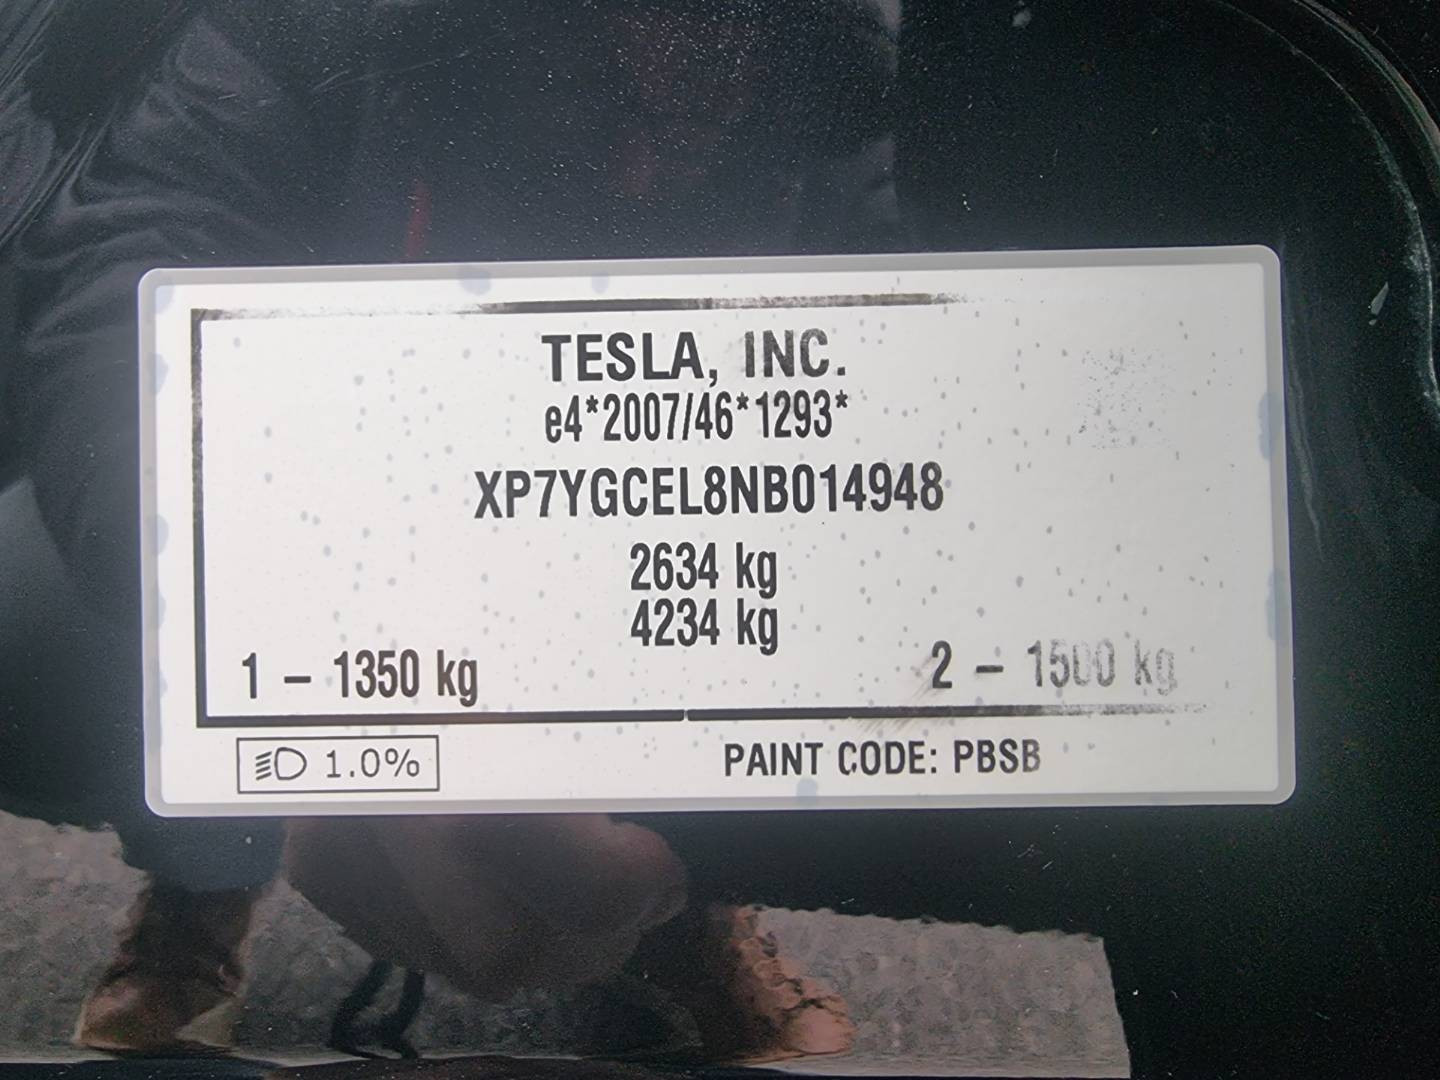 TESLA, INC.
e4*2007/46*1293*
XP7YGCEL8NB014948
2634 kg
4234 kg
1 – 1350 kg
2 – 1500 kg
1.0%
PAINT CODE: PBSB